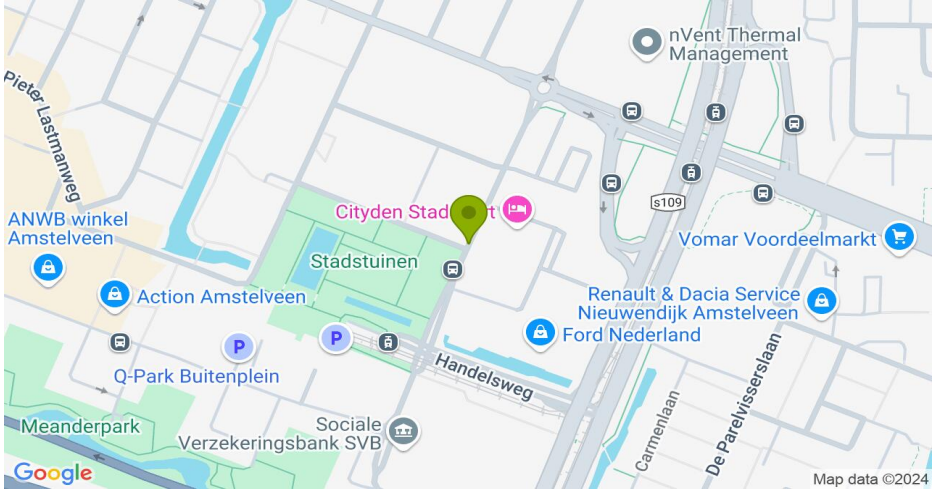 nVent Thermal
Management
Pieter Lastmanweg
s109
ANWB winkel
Amstelveen
Vomar Voordeelmarkt
Stadstuinen
Action Amstelveen
Renault & Dacia Service
Nieuwendijk Amstelveen
Ford Nederland
P
P
Q-Park Buitenplein
Handelsweg
De Parelvisserslaan
Carmenlaan
Meanderpark
Sociale
Verzekeringsbank SVB
Google
Map data ©2024
Cityden